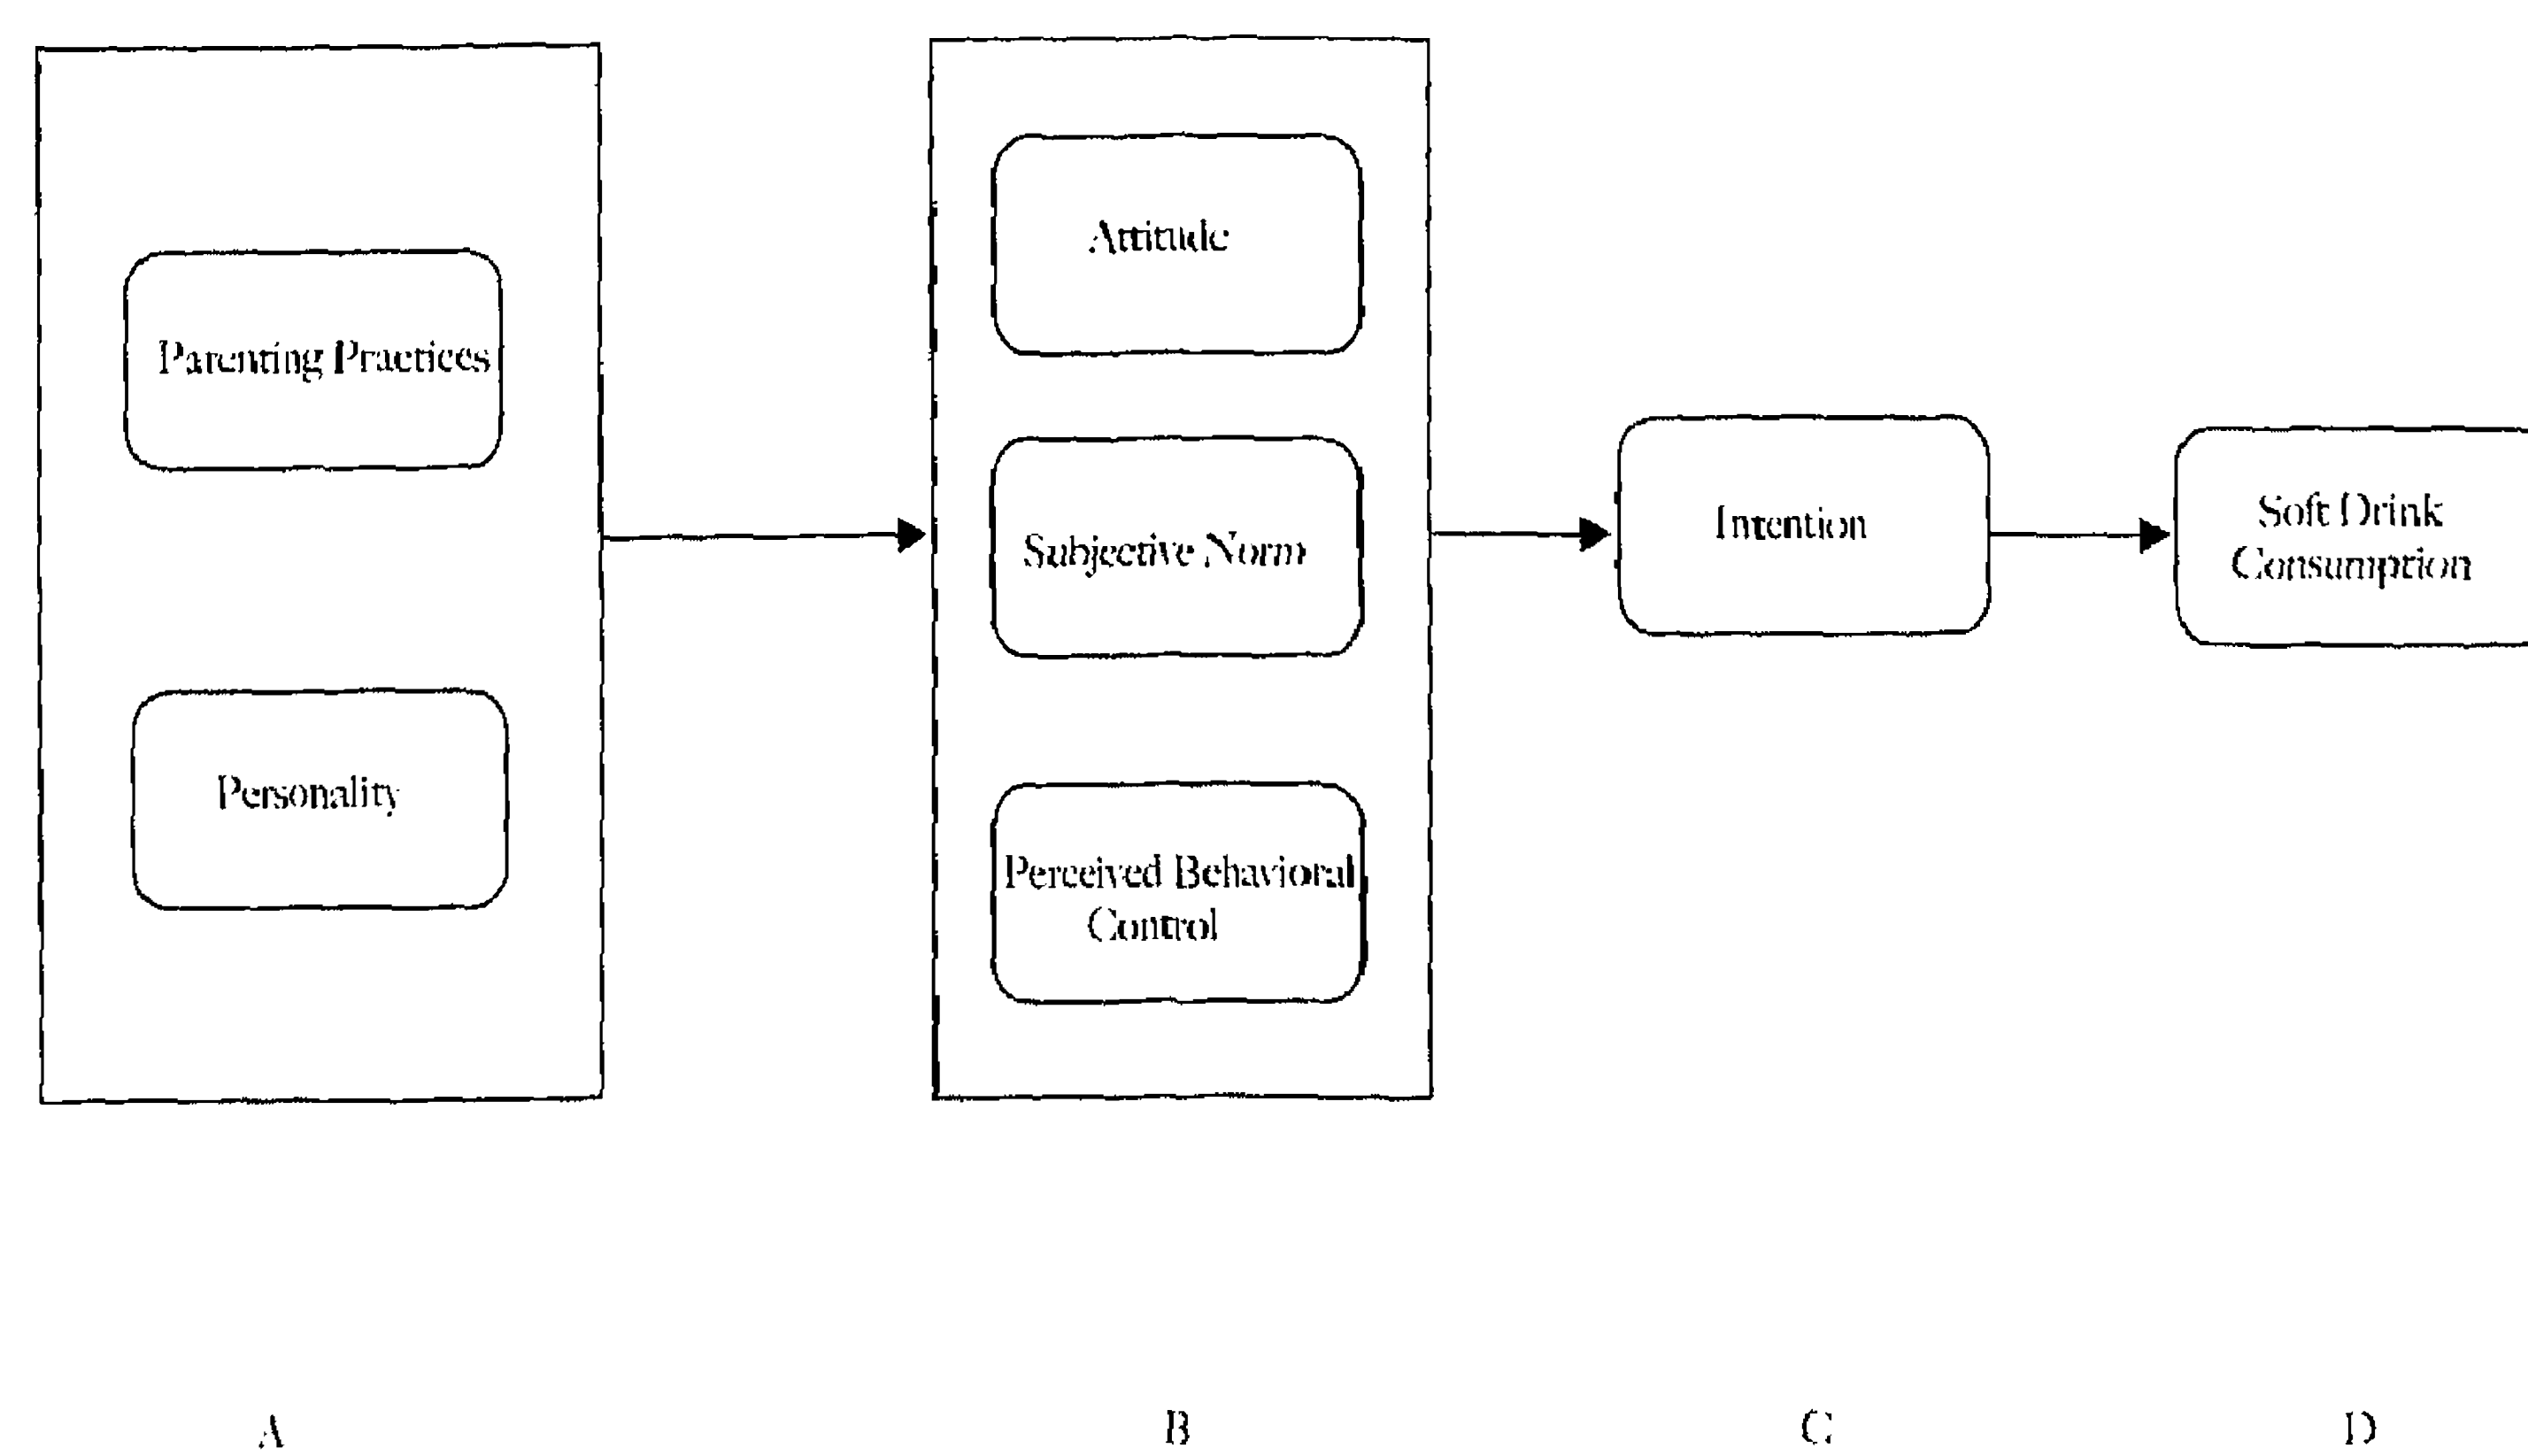 Parenting Practices
Personality
Attitude
Subjective Norm
Perceived Behavioral
Control
Intention
Soft Drink
Consumption
A
B
C
D